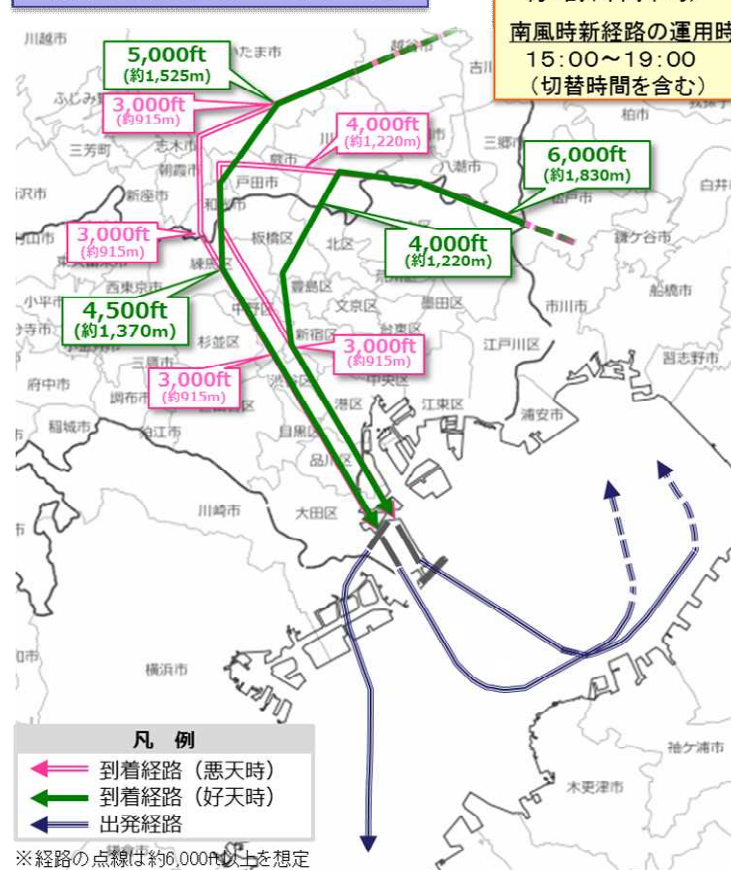 南風時新経路の運用時
15:00~19:00
(切替時間を含む)
川越市
5,000ft
(約1,525m)
いたま市
越谷市
吉川
3,000ft
(約915m)
ふじみ野
柏市
4,000ft
(約1,220m)
三芳町
志木市
蕨市
三郷市
6,000ft
(約1,830m)
朝霞市
戸田市
八潮市
松戸市
白井
新座市
和光市
3,000ft
(約915m)
板橋区
北区
4,000ft
(約1,220m)
鎌ケ谷市
練馬区
西東京市
豊島区
船橋市
小平市
4,500ft
(約1,370m)
中野区
文京区
墨田区
市川市
杉並区
新宿区
台東区
3,000ft
(約915m)
江戸川区
三鷹市
習志野市
3,000ft
(約915m)
渋谷区
中央区
府中市
調布市
港区
江東区
浦安市
稲城市
狛江市
目黒区
品川区
川崎市
大田区
横浜市
袖ケ浦市
木更津市
凡 例
到着経路(悪天時)
到着経路(好天時)
出発経路
※経路の点線は約6,000ft以上を想定